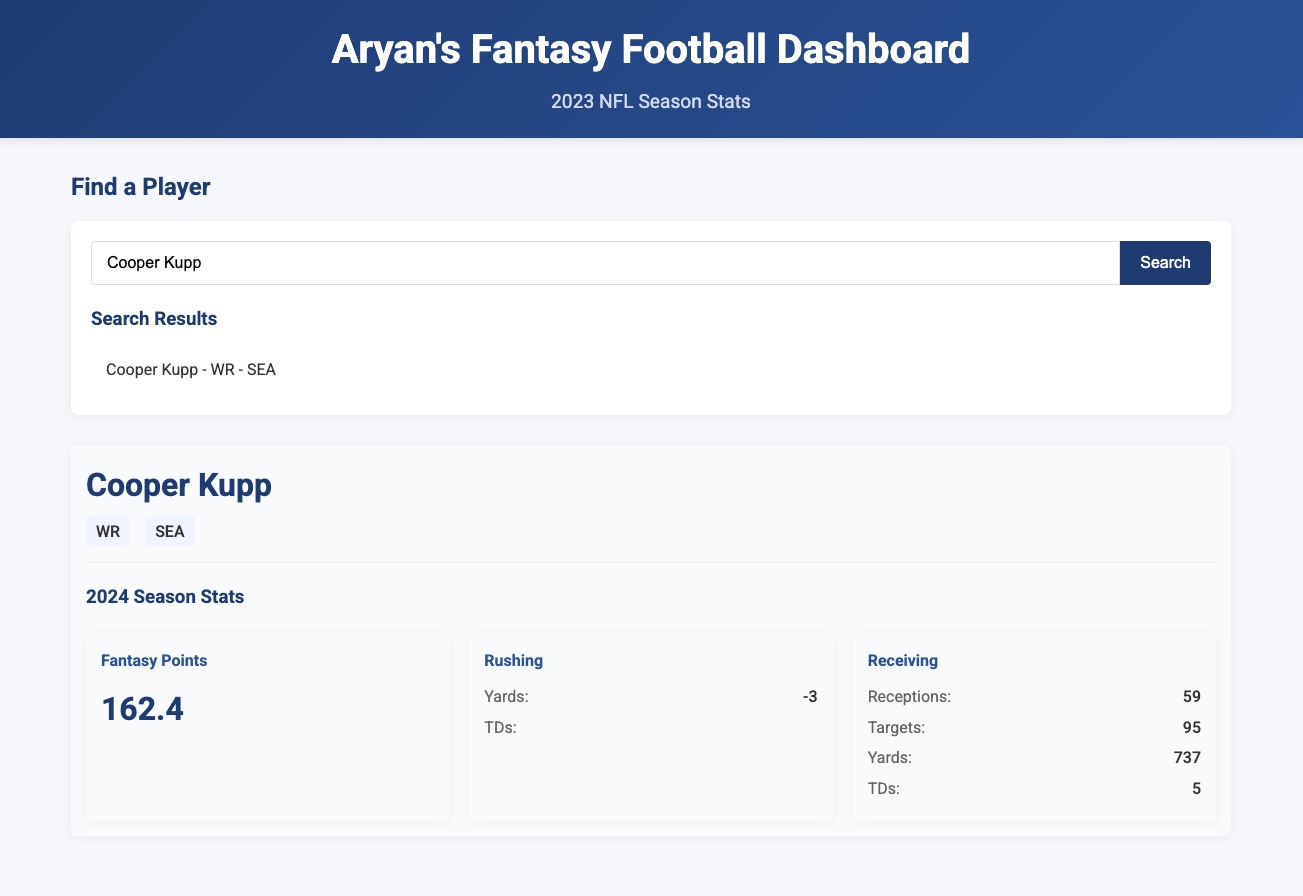 Aryan's Fantasy Football Dashboard
2023 NFL Season Stats
Find a Player
Cooper Kupp
Search
Search Results
Cooper Kupp - WR - SEA
Cooper Kupp
WR SEA
2024 Season Stats
Fantasy Points
162.4
Rushing
Yards: -3
TDs:
Receiving
Receptions: 59
Targets: 95
Yards: 737
TDs: 5